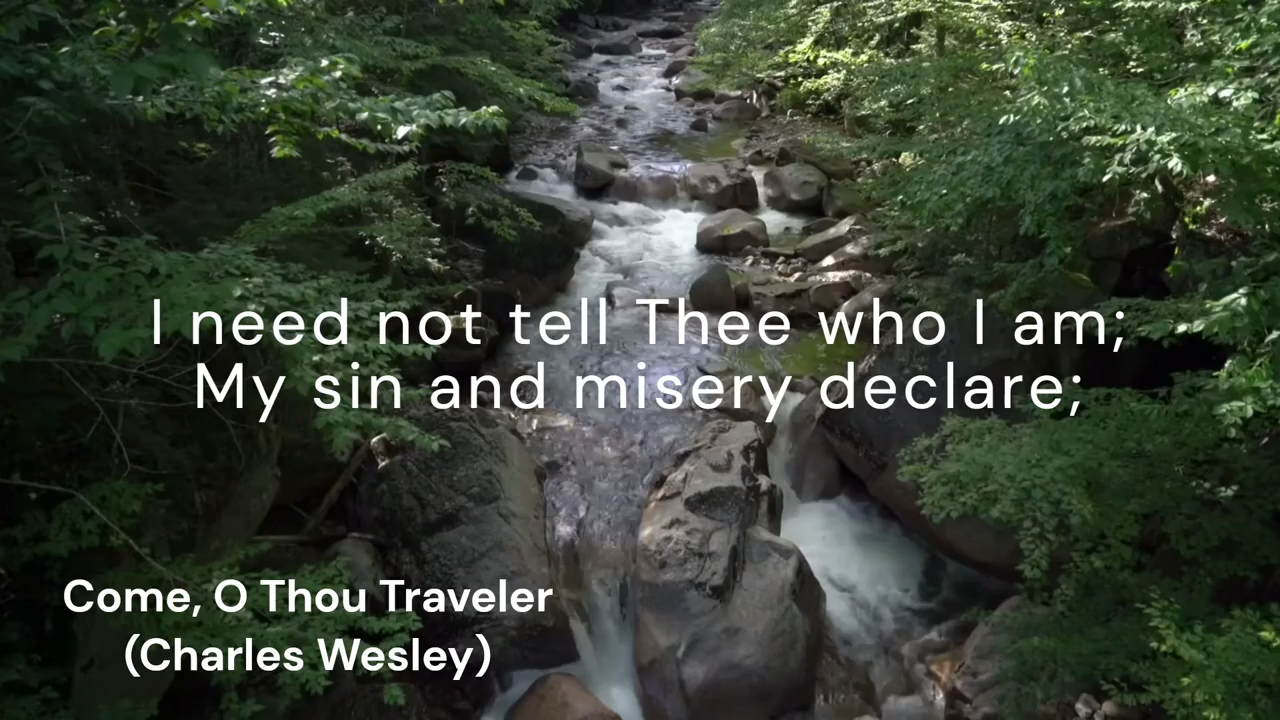 I need not tell Thee who I am;
My sin and misery declare;
Come, O Thou Traveler
(Charles Wesley)